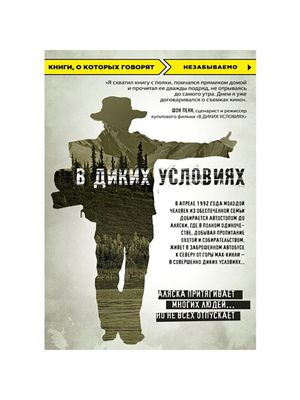 КНИГИ, О КОТОРЫХ ГОВОРЯТ
НЕЗАБЫВАЕМО
«Я схватил книгу с полки, помчался прямиком домой
и прочитал ее дважды подряд, не отрываясь
до самого утра. Днем я уже
договаривался о съемках кино».
ШОН ПЕНН, сценарист и режиссер
культового фильма «В ДИКИХ УСЛОВИЯХ»
В ДИКИХ УСЛОВИЯХ
В АПРЕЛЕ 1992 ГОДА МОЛОДОЙ
ЧЕЛОВЕК ИЗ ОБЕСПЕЧЕННОЙ СЕМЬИ
ДОБИРАЕТСЯ АВТОСТОПОМ ДО
АЛЯСКИ, ГДЕ В ПОЛНОМ ОДИНОЧЕ-
СТВЕ, ДОБЫВАЯ ПРОПИТАНИЕ
ОХОТОЙ И СОБИРАТЕЛЬСТВОМ,
ЖИВЕТ В ЗАБРОШЕННОМ АВТОБУСЕ
К СЕВЕРУ ОТ ГОРЫ МАК-КИНЛИ –
В СОВЕРШЕННО ДИКИХ УСЛОВИЯХ...
АЛЯСКА ПРИТЯГИВАЕТ
МНОГИХ ЛЮДЕЙ...
НО НЕ ВСЕХ ОТПУСКАЕТ